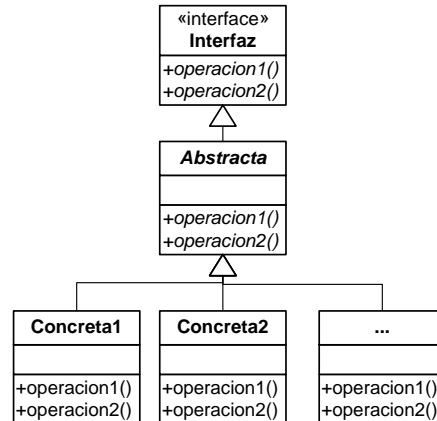 «interface»
Interfaz
+operacion1()
+operacion2()
Abstracta
+operacion1()
+operacion2()
Concreta1
+operacion1()
+operacion2()
Concreta2
+operacion1()
+operacion2()
...
+operacion1()
+operacion2()